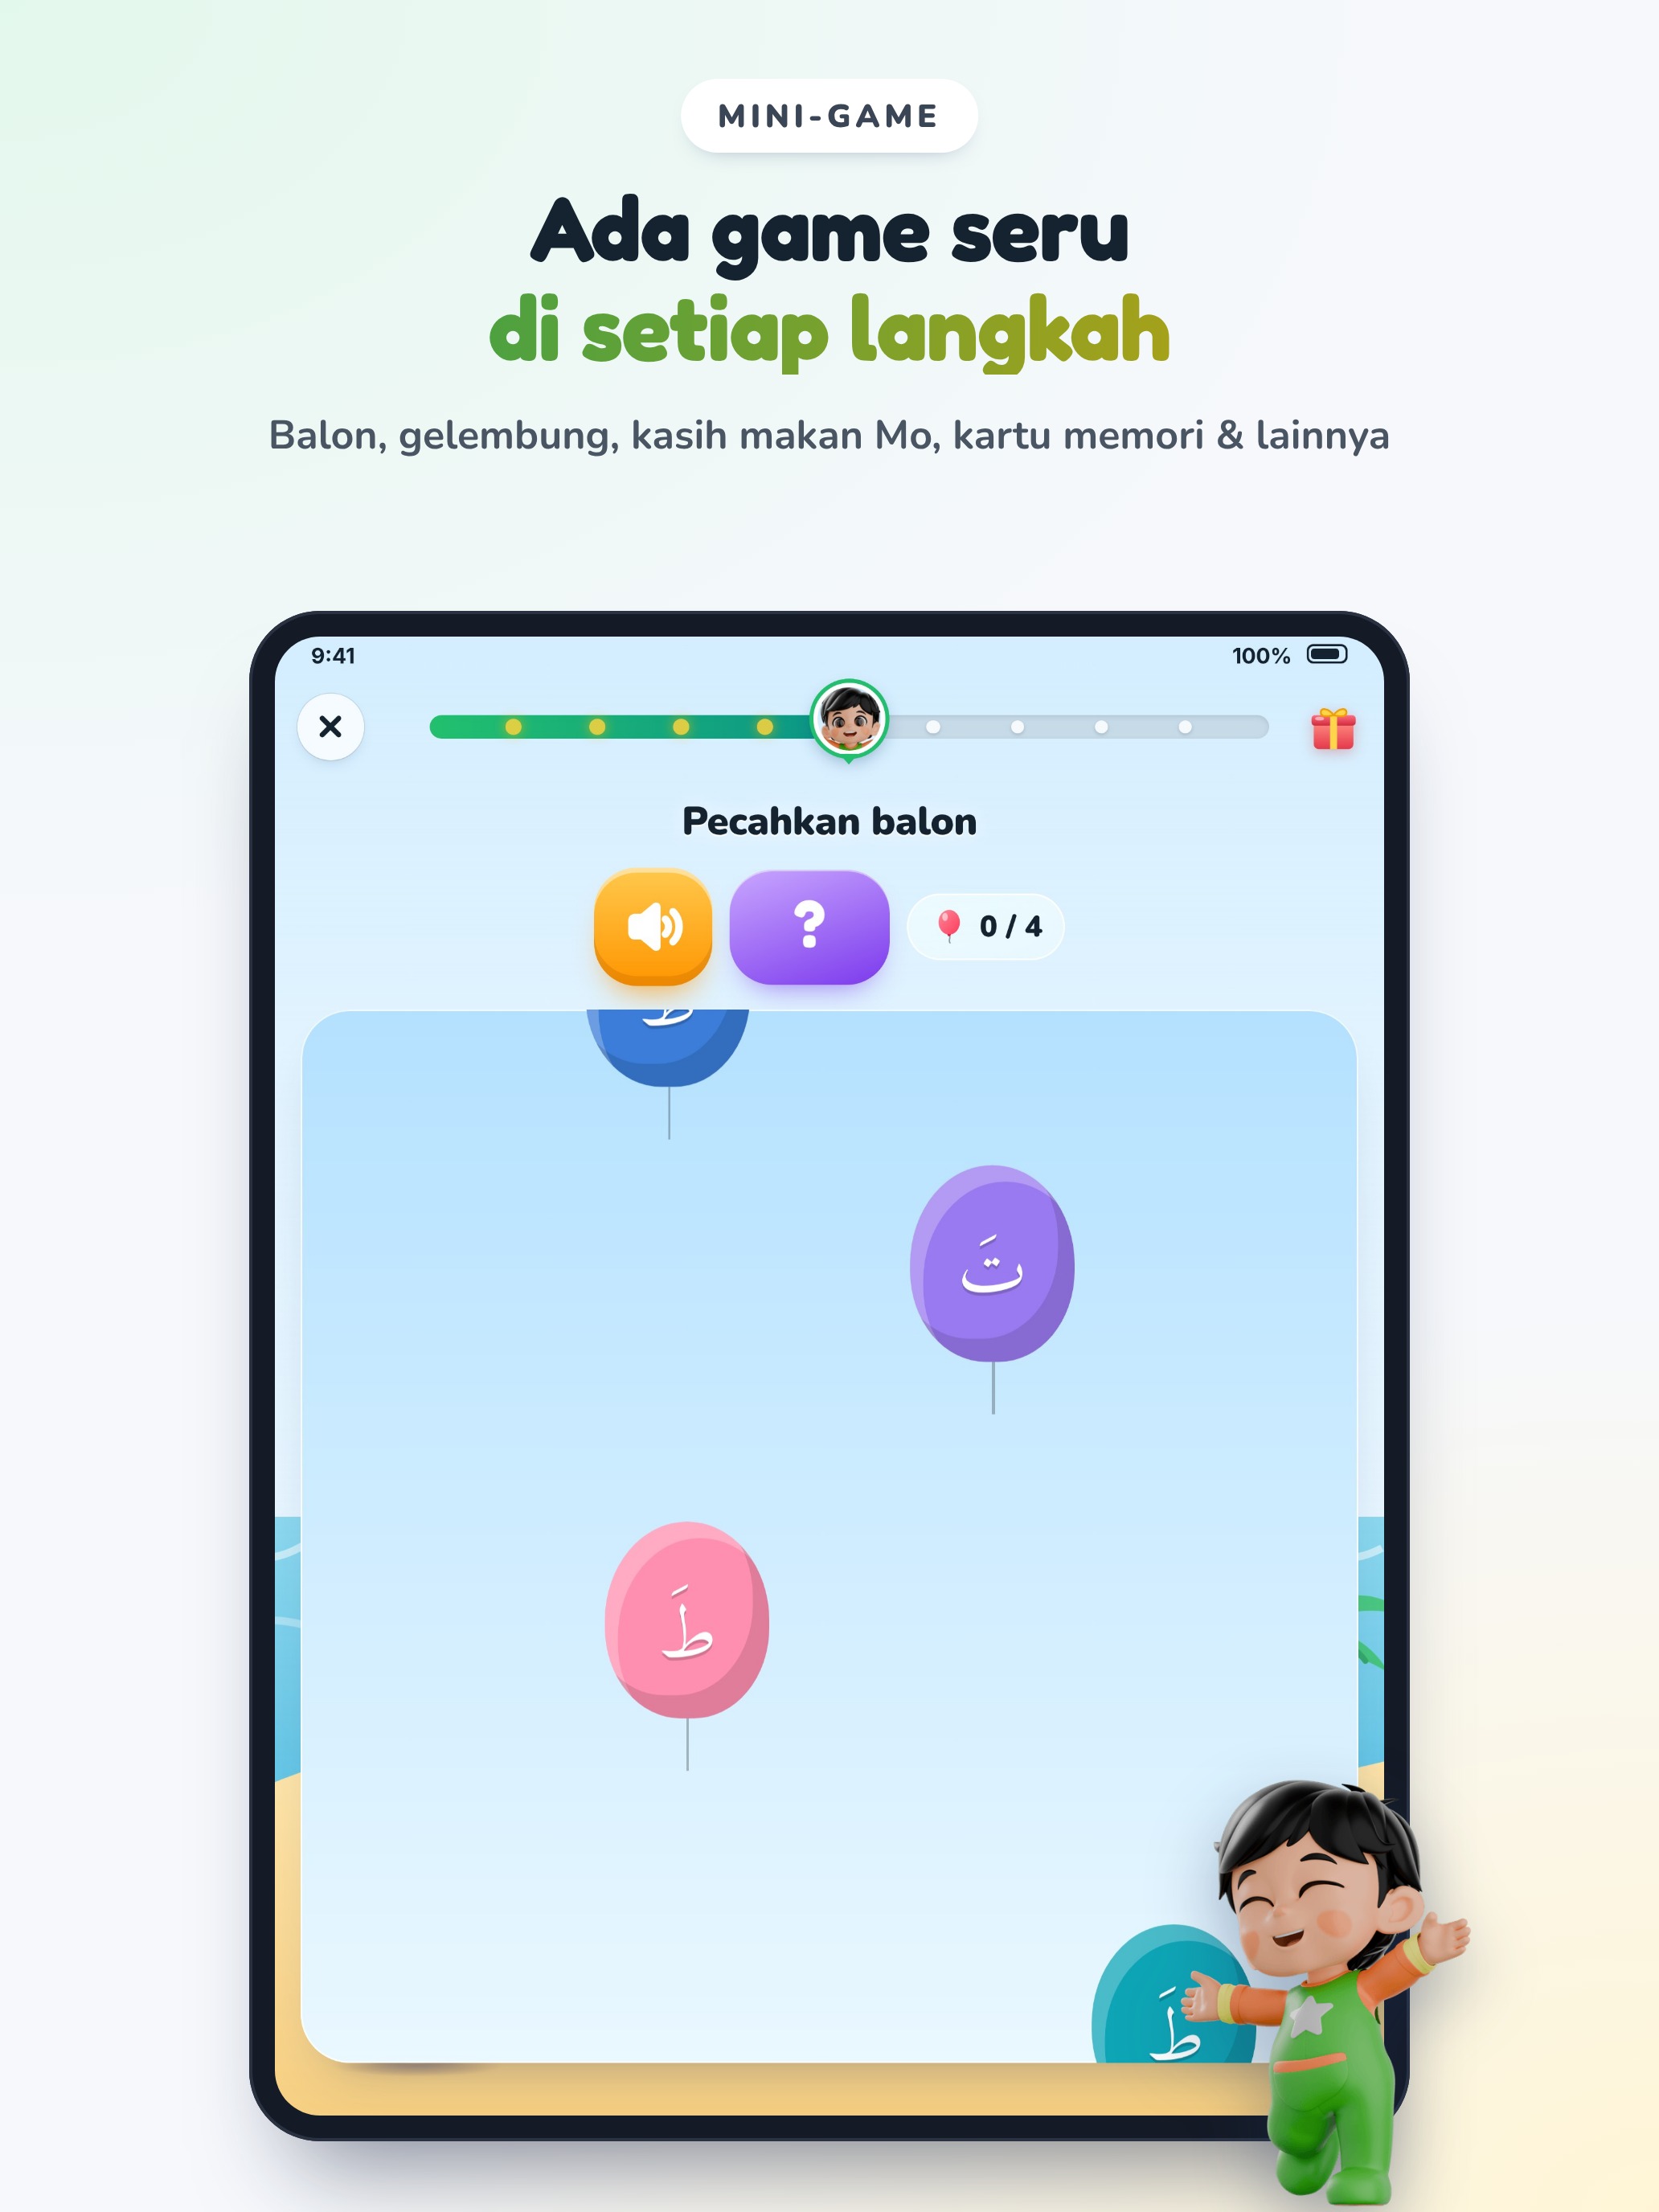 MINI-GAME
Ada game seru
di setiap langkah
Balon, gelembung, kasih makan Mo, kartu memori & lainnya
9:41
100%
Pecahkan balon
?
0 / 4
تَ
طَ
طَ